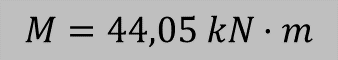 M = 44,05 kN · m